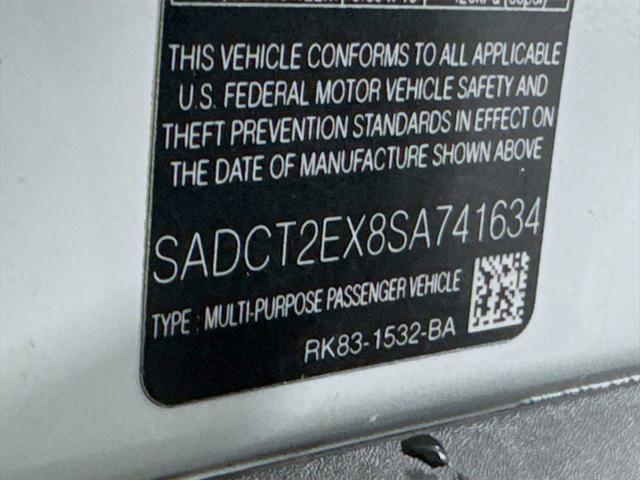 THIS VEHICLE CONFORMS TO ALL APPLICABLE
U.S. FEDERAL MOTOR VEHICLE SAFETY AND
THEFT PREVENTION STANDARDS IN EFFECT ON
THE DATE OF MANUFACTURE SHOWN ABOVE
SADCT2EX8SA741634
TYPE : MULTI-PURPOSE PASSENGER VEHICLE
RK83-1532-BA